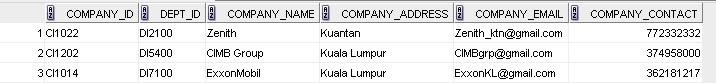 COMPANY_ID DEPT_ID COMPANY_NAME COMPANY_ADDRESS COMPANY_EMAIL COMPANY_CONTACT
1 CI1022 DI2100 Zenith Kuantan Zenith_ktn@gmail.com 772332332
2 CI1202 DI5400 CIMB Group Kuala Lumpur CIMBgrp@gmail.com 374958000
3 CI1014 DI7100 ExxonMobil Kuala Lumpur ExxonKL@gmail.com 362181217